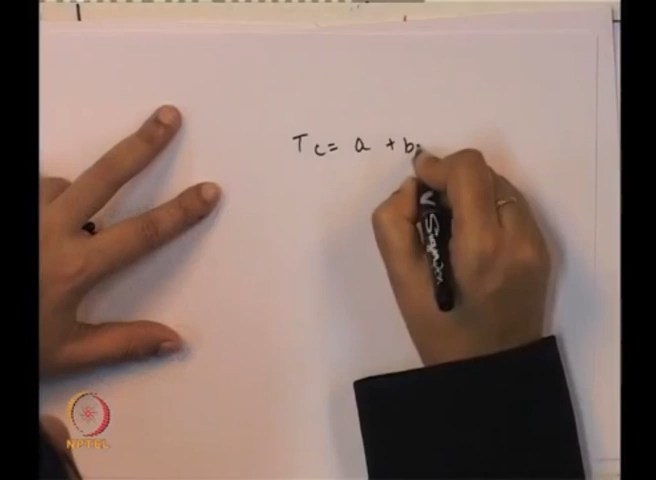 Tc = a + b
NPTEL